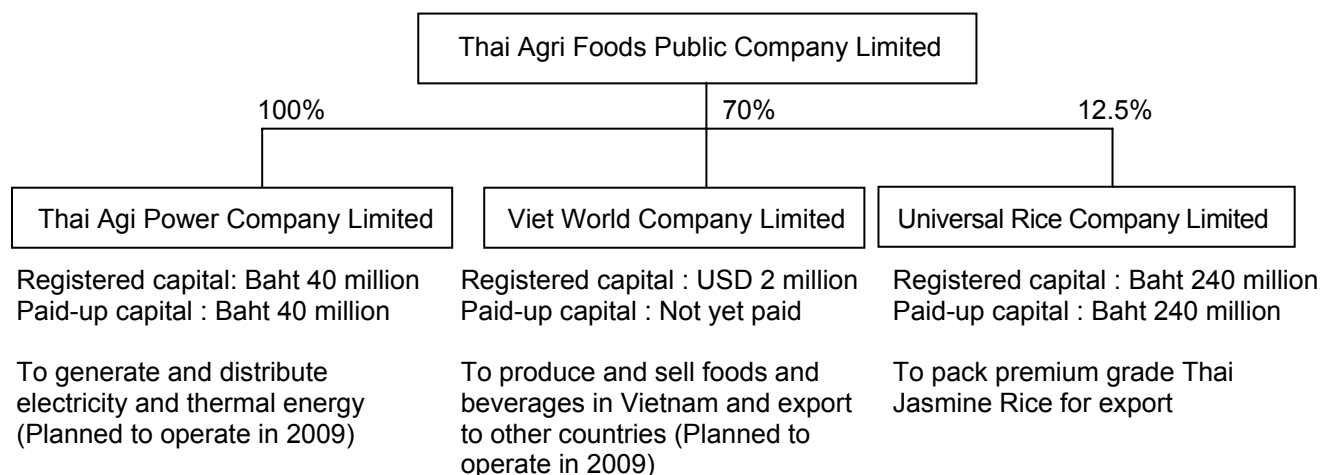 Thai Agri Foods Public Company Limited
100%
70%
12.5%
Thai Agi Power Company Limited
Registered capital: Baht 40 million
Paid-up capital : Baht 40 million
To generate and distribute
electricity and thermal energy
(Planned to operate in 2009)
Viet World Company Limited
Registered capital : USD 2 million
Paid-up capital : Not yet paid
To produce and sell foods and
beverages in Vietnam and export
to other countries (Planned to
operate in 2009)
Universal Rice Company Limited
Registered capital : Baht 240 million
Paid-up capital : Baht 240 million
To pack premium grade Thai
Jasmine Rice for export